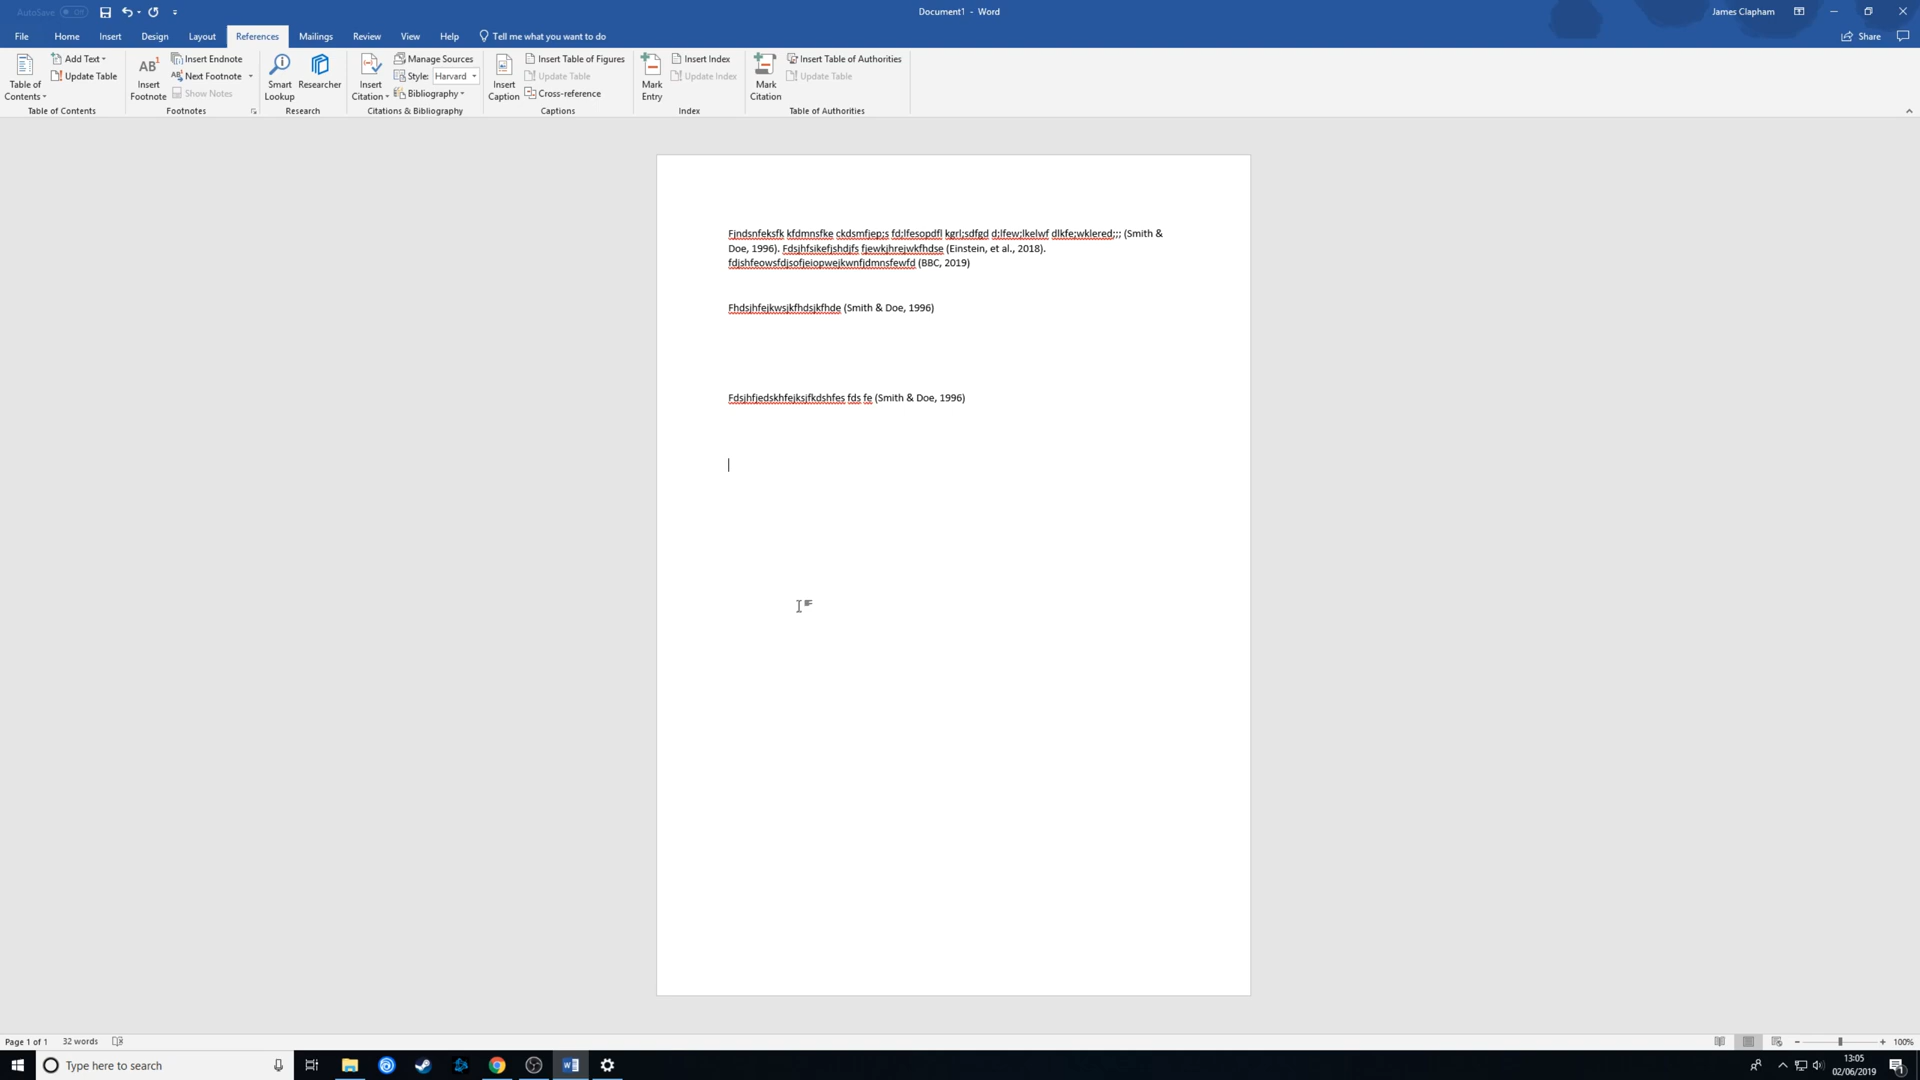 AutoSave Off
Document1 - Word
James Clapham
File Home Insert Design Layout References Mailings Review View Help Tell me what you want to do
Share
Table of Contents
Add Text
Update Table
Table of Contents
AB1 Insert Footnote
Insert Endnote
AB1 Next Footnote
Show Notes
Footnotes
Smart Lookup
Researcher
Research
Insert Citation
Manage Sources
Style: Harvard
Bibliography
Citations & Bibliography
Insert Caption
Insert Table of Figures
Update Table
Cross-reference
Captions
Mark Entry
Insert Index
Update Index
Index
Mark Citation
Insert Table of Authorities
Update Table
Table of Authorities
Fjndsnfeksfk kfdmnsfke ckdsmfjep;s fd;lfesopdfl kgrl;sdfgd d;lfew;lkelwf dlkfe;wklered;;; (Smith &
Doe, 1996). Fdsjhfsikefjshdjfs fjewkjhrejwkfhdse (Einstein, et al., 2018).
fdjshfeowsfdjsofjeiopwejkwnfjdmnsfewfd (BBC, 2019)
Fhdsjhfejkwsjkfhdsjkfhde (Smith & Doe, 1996)
Fdsjhfjedskhfejksjfkdshfes fds fe (Smith & Doe, 1996)
Page 1 of 1 32 words
100%
Type here to search
13:05
02/06/2019